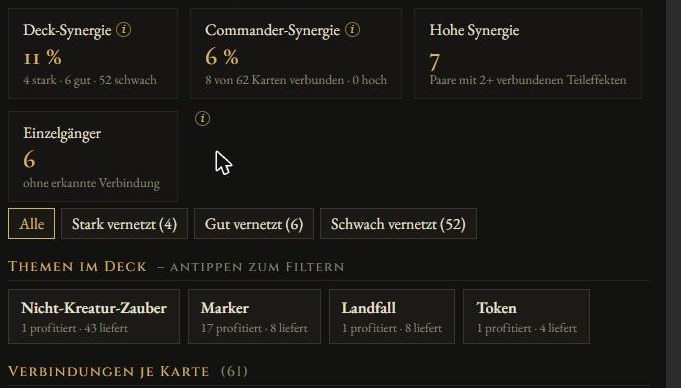 Deck-Synergie i
11 %
4 stark · 6 gut · 52 schwach
Commander-Synergie i
6 %
8 von 62 Karten verbunden · 0 hoch
Hohe Synergie
7
Paare mit 2+ verbundenen Teileffekten
Einzelgänger
6
ohne erkannte Verbindung
i
Alle
Stark vernetzt (4)
Gut vernetzt (6)
Schwach vernetzt (52)
Themen im Deck – antippen zum Filtern
Nicht-Kreatur-Zauber
1 profitiert · 43 liefert
Marker
17 profitiert · 8 liefert
Landfall
1 profitiert · 8 liefert
Token
1 profitiert · 4 liefert
Verbindungen je Karte (61)